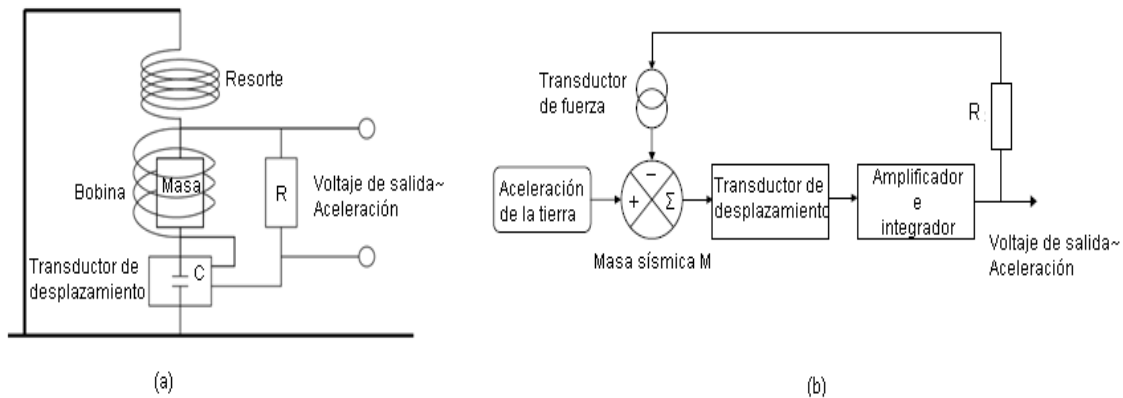 Resorte
Bobina
Masa
R
Voltaje de salida~
Aceleración
Transductor de
desplazamiento
C
(a)
Transductor
de fuerza
R
Aceleración
de la tierra
−
+
Σ
Masa sísmica M
Transductor de
desplazamiento
Amplificador
e
integrador
Voltaje de salida~
Aceleración
(b)